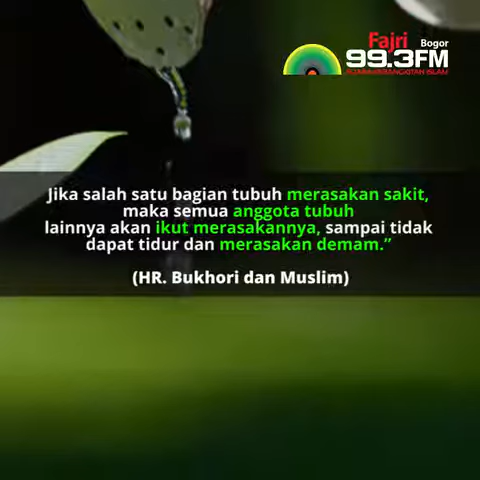 Fajri Bogor
99.3FM
Jika salah satu bagian tubuh merasakan sakit,
maka semua anggota tubuh
lainnya akan ikut merasakannya, sampai tidak
dapat tidur dan merasakan demam.”
(HR. Bukhori dan Muslim)